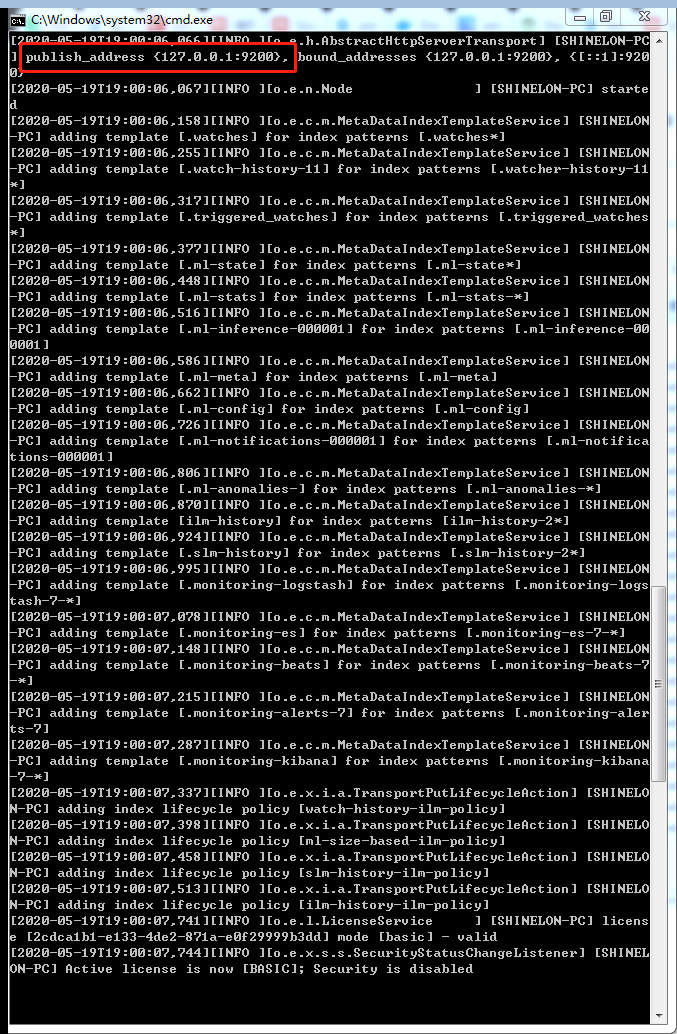 C:\Windows\system32\cmd.exe
[2020-05-19T19:00:06,066][INFO ][o.e.h.AbstractHttpServerTransport] [SHINELON-PC
] publish_address {127.0.0.1:9200}, bound_addresses {127.0.0.1:9200}, {[::1]:920
0}
[2020-05-19T19:00:06,067][INFO ][o.e.n.Node               ] [SHINELON-PC] starte
d
[2020-05-19T19:00:06,158][INFO ][o.e.c.m.MetaDataIndexTemplateService] [SHINELON
-PC] adding template [.watches] for index patterns [.watches*]
[2020-05-19T19:00:06,255][INFO ][o.e.c.m.MetaDataIndexTemplateService] [SHINELON
-PC] adding template [.watch-history-11] for index patterns [.watcher-history-11
*]
[2020-05-19T19:00:06,317][INFO ][o.e.c.m.MetaDataIndexTemplateService] [SHINELON
-PC] adding template [.triggered_watches] for index patterns [.triggered_watches
*]
[2020-05-19T19:00:06,377][INFO ][o.e.c.m.MetaDataIndexTemplateService] [SHINELON
-PC] adding template [.ml-state] for index patterns [.ml-state*]
[2020-05-19T19:00:06,448][INFO ][o.e.c.m.MetaDataIndexTemplateService] [SHINELON
-PC] adding template [.ml-stats] for index patterns [.ml-stats-*]
[2020-05-19T19:00:06,516][INFO ][o.e.c.m.MetaDataIndexTemplateService] [SHINELON
-PC] adding template [.ml-inference-000001] for index patterns [.ml-inference-00
0001]
[2020-05-19T19:00:06,586][INFO ][o.e.c.m.MetaDataIndexTemplateService] [SHINELON
-PC] adding template [.ml-meta] for index patterns [.ml-meta]
[2020-05-19T19:00:06,662][INFO ][o.e.c.m.MetaDataIndexTemplateService] [SHINELON
-PC] adding template [.ml-config] for index patterns [.ml-config]
[2020-05-19T19:00:06,726][INFO ][o.e.c.m.MetaDataIndexTemplateService] [SHINELON
-PC] adding template [.ml-notifications-000001] for index patterns [.ml-notifica
tions-000001]
[2020-05-19T19:00:06,806][INFO ][o.e.c.m.MetaDataIndexTemplateService] [SHINELON
-PC] adding template [.ml-anomalies-] for index patterns [.ml-anomalies-*]
[2020-05-19T19:00:06,870][INFO ][o.e.c.m.MetaDataIndexTemplateService] [SHINELON
-PC] adding template [ilm-history] for index patterns [ilm-history-2*]
[2020-05-19T19:00:06,924][INFO ][o.e.c.m.MetaDataIndexTemplateService] [SHINELON
-PC] adding template [.slm-history] for index patterns [.slm-history-2*]
[2020-05-19T19:00:06,995][INFO ][o.e.c.m.MetaDataIndexTemplateService] [SHINELON
-PC] adding template [.monitoring-logstash] for index patterns [.monitoring-logs
tash-7-*]
[2020-05-19T19:00:07,078][INFO ][o.e.c.m.MetaDataIndexTemplateService] [SHINELON
-PC] adding template [.monitoring-es] for index patterns [.monitoring-es-7-*]
[2020-05-19T19:00:07,148][INFO ][o.e.c.m.MetaDataIndexTemplateService] [SHINELON
-PC] adding template [.monitoring-beats] for index patterns [.monitoring-beats-7
-*]
[2020-05-19T19:00:07,215][INFO ][o.e.c.m.MetaDataIndexTemplateService] [SHINELON
-PC] adding template [.monitoring-alerts-7] for index patterns [.monitoring-aler
ts-7]
[2020-05-19T19:00:07,287][INFO ][o.e.c.m.MetaDataIndexTemplateService] [SHINELON
-PC] adding template [.monitoring-kibana] for index patterns [.monitoring-kibana
-7-*]
[2020-05-19T19:00:07,337][INFO ][o.e.x.i.a.TransportPutLifecycleAction] [SHINELO
N-PC] adding index lifecycle policy [watch-history-ilm-policy]
[2020-05-19T19:00:07,398][INFO ][o.e.x.i.a.TransportPutLifecycleAction] [SHINELO
N-PC] adding index lifecycle policy [ml-size-based-ilm-policy]
[2020-05-19T19:00:07,458][INFO ][o.e.x.i.a.TransportPutLifecycleAction] [SHINELO
N-PC] adding index lifecycle policy [slm-history-ilm-policy]
[2020-05-19T19:00:07,513][INFO ][o.e.x.i.a.TransportPutLifecycleAction] [SHINELO
N-PC] adding index lifecycle policy [ilm-history-ilm-policy]
[2020-05-19T19:00:07,741][INFO ][o.e.l.LicenseService     ] [SHINELON-PC] licens
e [2cdca1b1-e133-4de2-871a-e0f29999b3dd] mode [basic] - valid
[2020-05-19T19:00:07,744][INFO ][o.e.x.s.s.SecurityStatusChangeListener] [SHINEL
ON-PC] Active license is now [BASIC]; Security is disabled